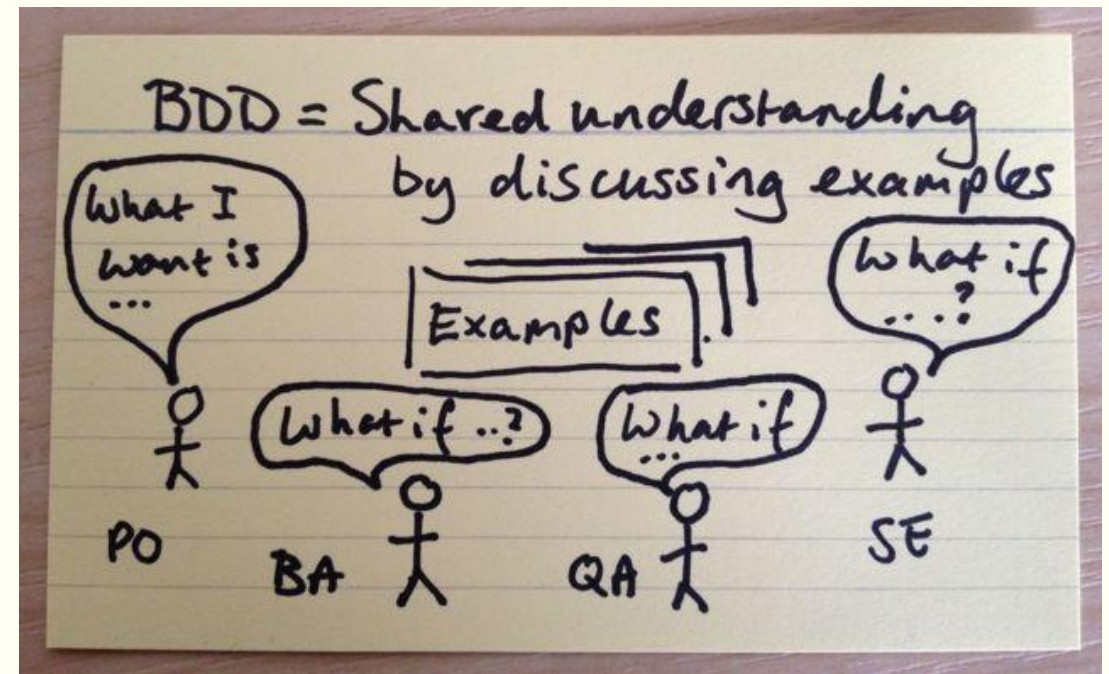 BDD = Shared understanding
by discussing examples
What I
want is
...
Examples
What if
....?
What if ..?
What if
...
PO
BA
QA
SE